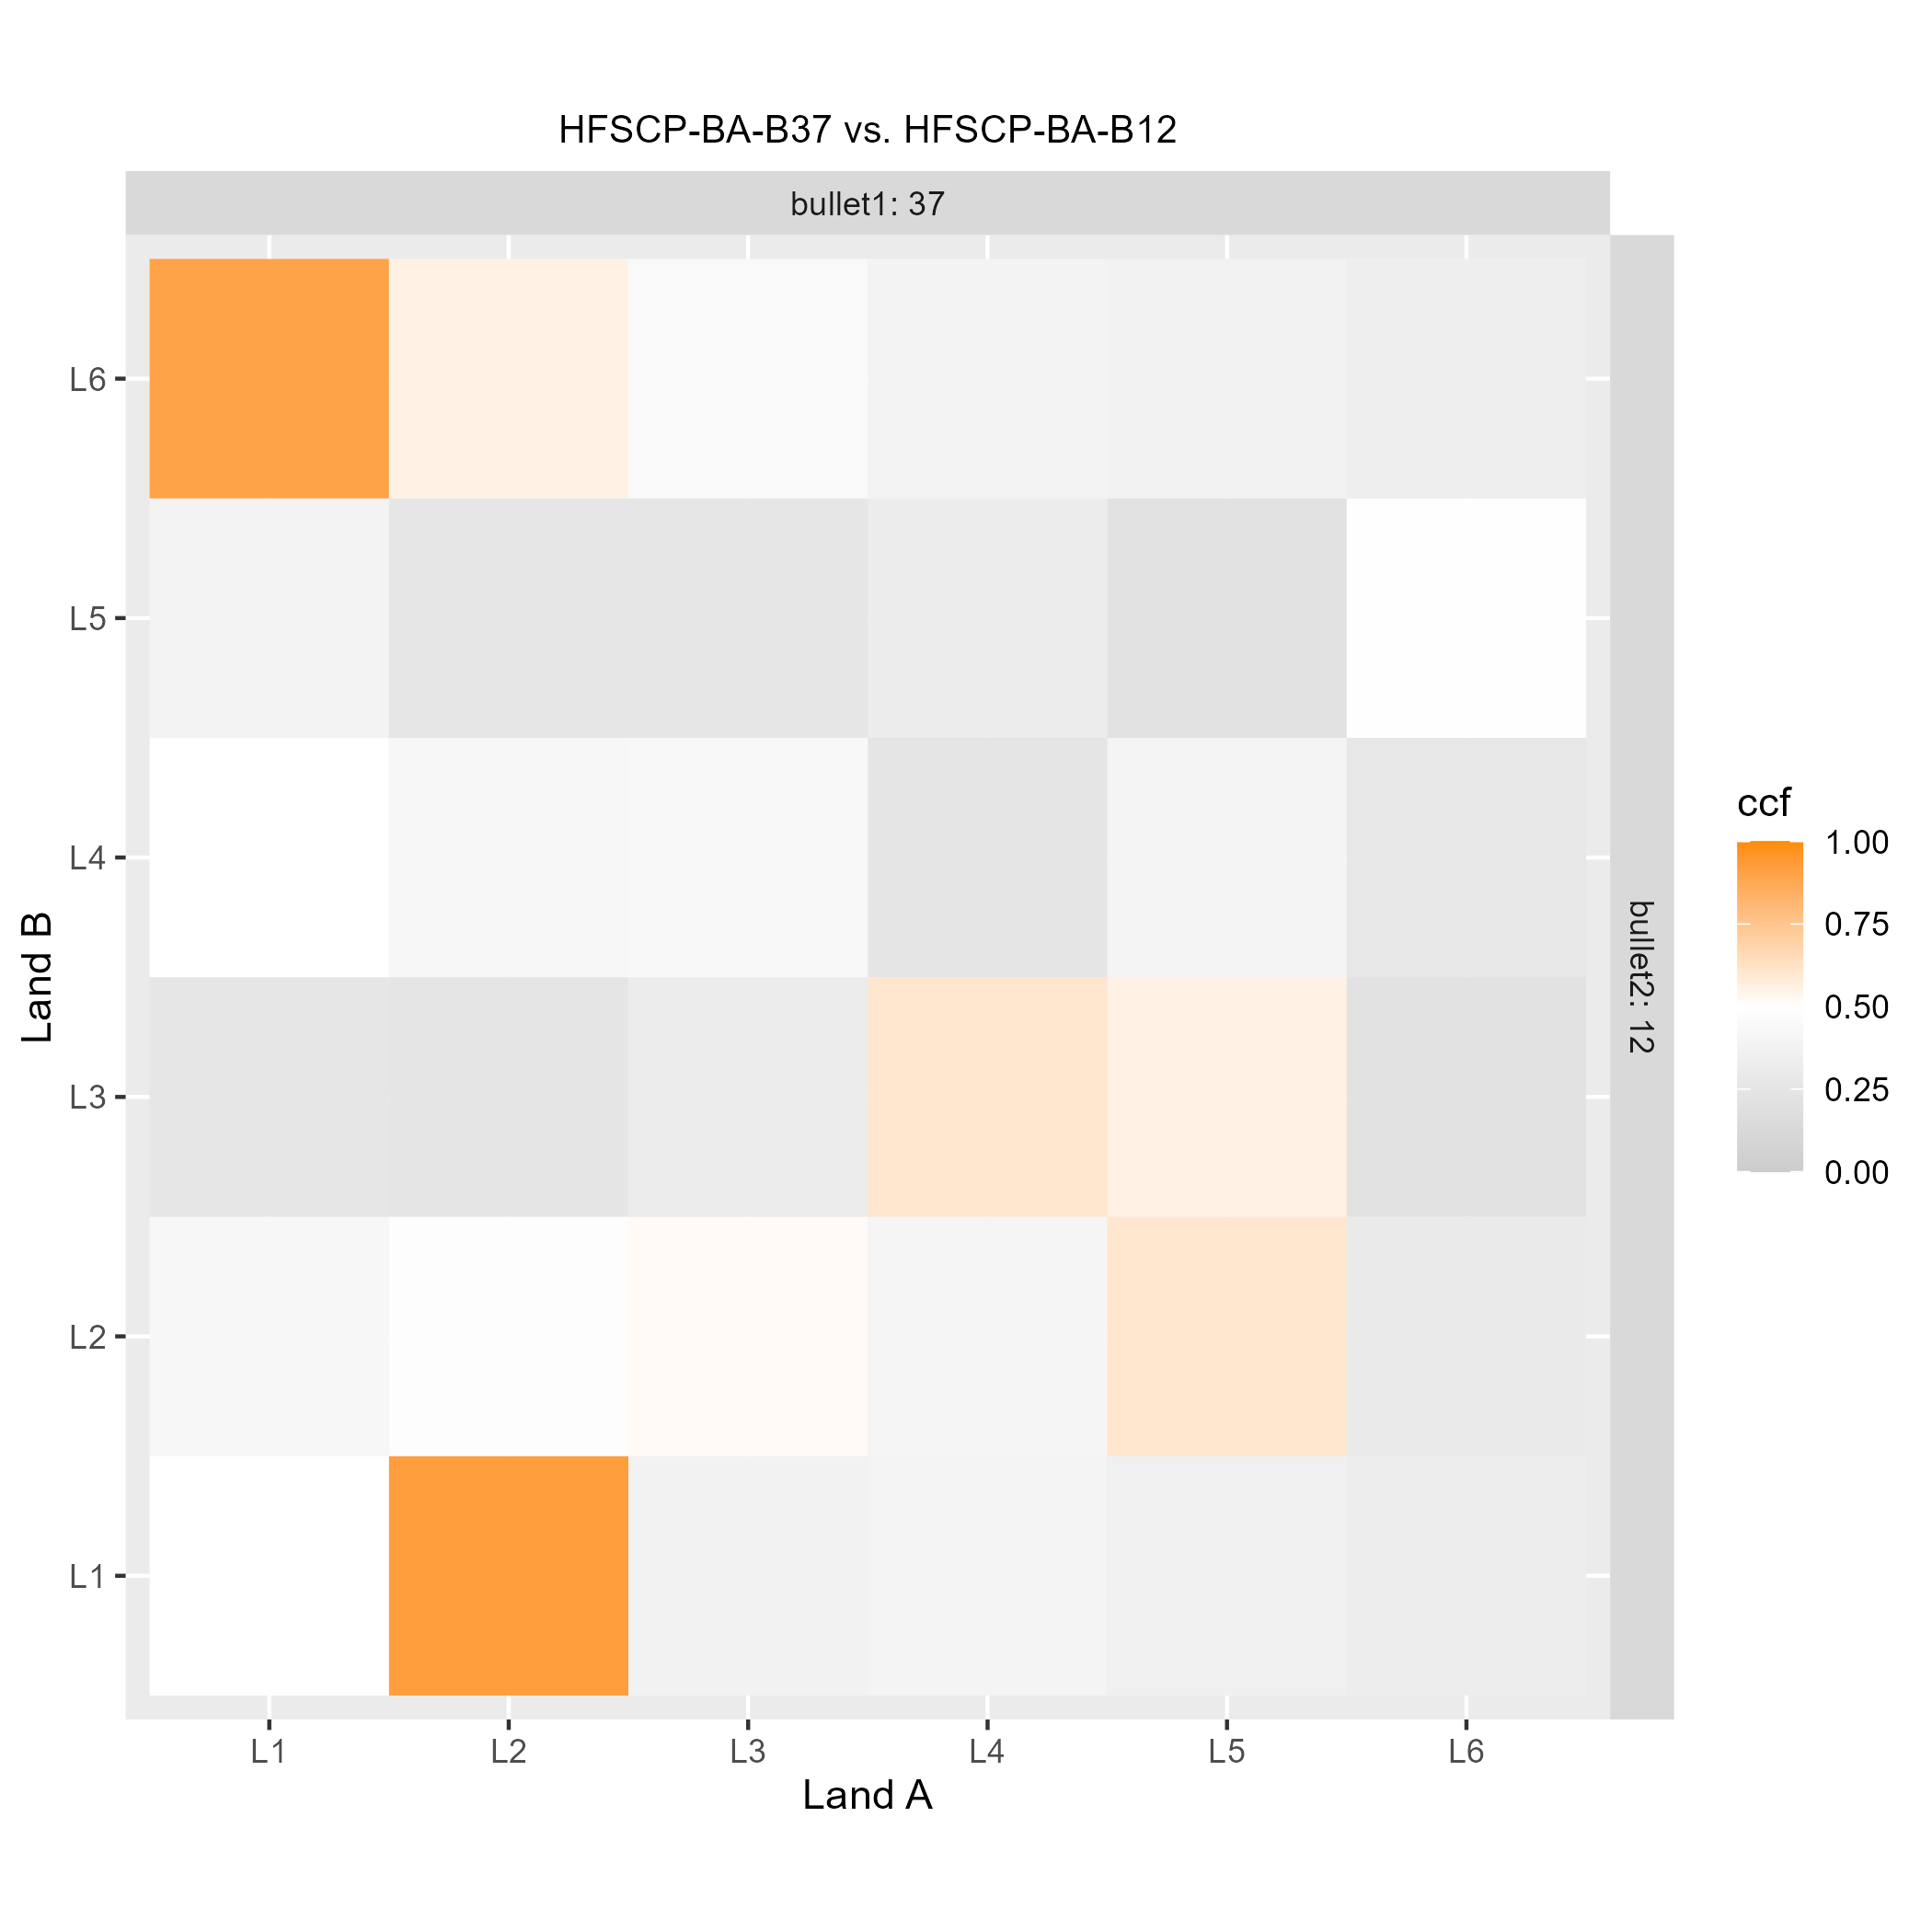 HFSCP-BA-B37 vs. HFSCP-BA-B12
bullet1: 37
L6
L5
L4
L3
L2
L1
Land B
bullet2: 12
ccf
1.00
0.75
0.50
0.25
0.00
L1 L2 L3 L4 L5 L6
Land A